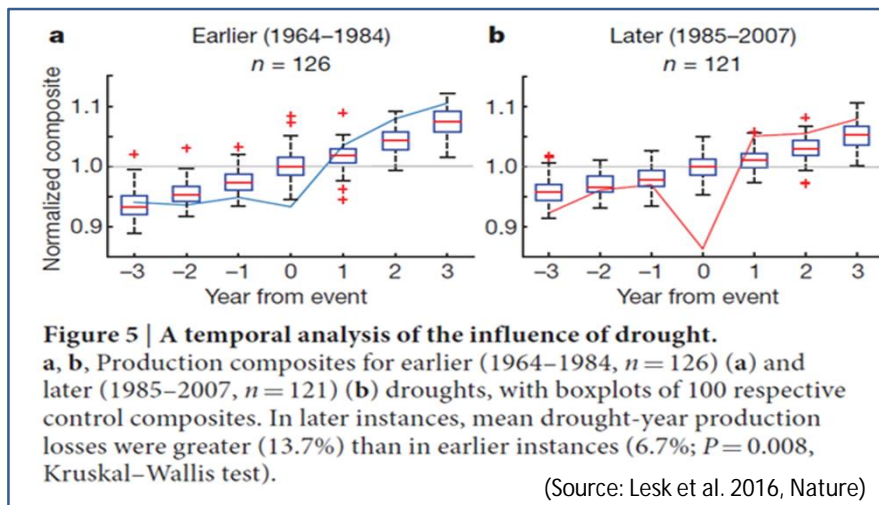 a Earlier (1964–1984) b Later (1985–2007)
n = 126 n = 121
Normalized composite
1.1 1.1
1.0 1.0
0.9 0.9
–3 –2 –1 0 1 2 3 –3 –2 –1 0 1 2 3
Year from event Year from event
Figure 5 | A temporal analysis of the influence of drought.
a, b, Production composites for earlier (1964–1984, n = 126) (a) and
later (1985–2007, n = 121) (b) droughts, with boxplots of 100 respective
control composites. In later instances, mean drought-year production
losses were greater (13.7%) than in earlier instances (6.7%; P = 0.008,
Kruskal–Wallis test).
(Source: Lesk et al. 2016, Nature)